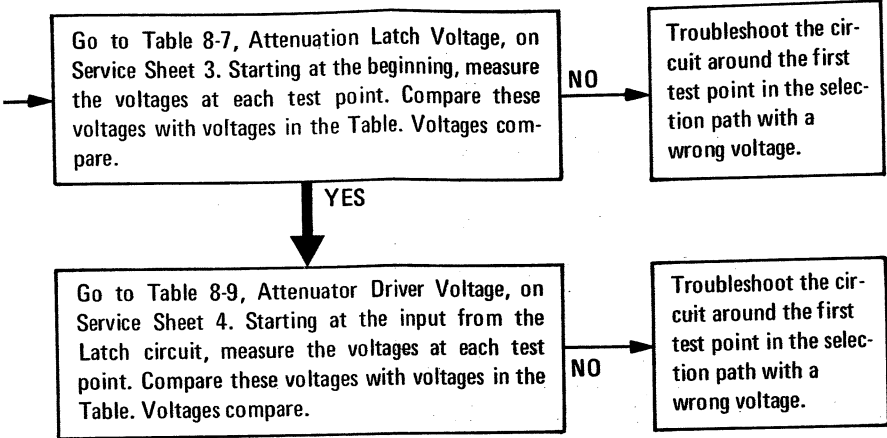 Go to Table 8-7, Attenuation Latch Voltage, on
Service Sheet 3. Starting at the beginning, measure
the voltages at each test point. Compare these
voltages with voltages in the Table. Voltages com-
pare.
NO
Troubleshoot the cir-
cuit around the first
test point in the selec-
tion path with a
wrong voltage.
YES
Go to Table 8-9, Attenuator Driver Voltage, on
Service Sheet 4. Starting at the input from the
Latch circuit, measure the voltages at each test
point. Compare these voltages with voltages in the
Table. Voltages compare.
NO
Troubleshoot the cir-
cuit around the first
test point in the selec-
tion path with a
wrong voltage.